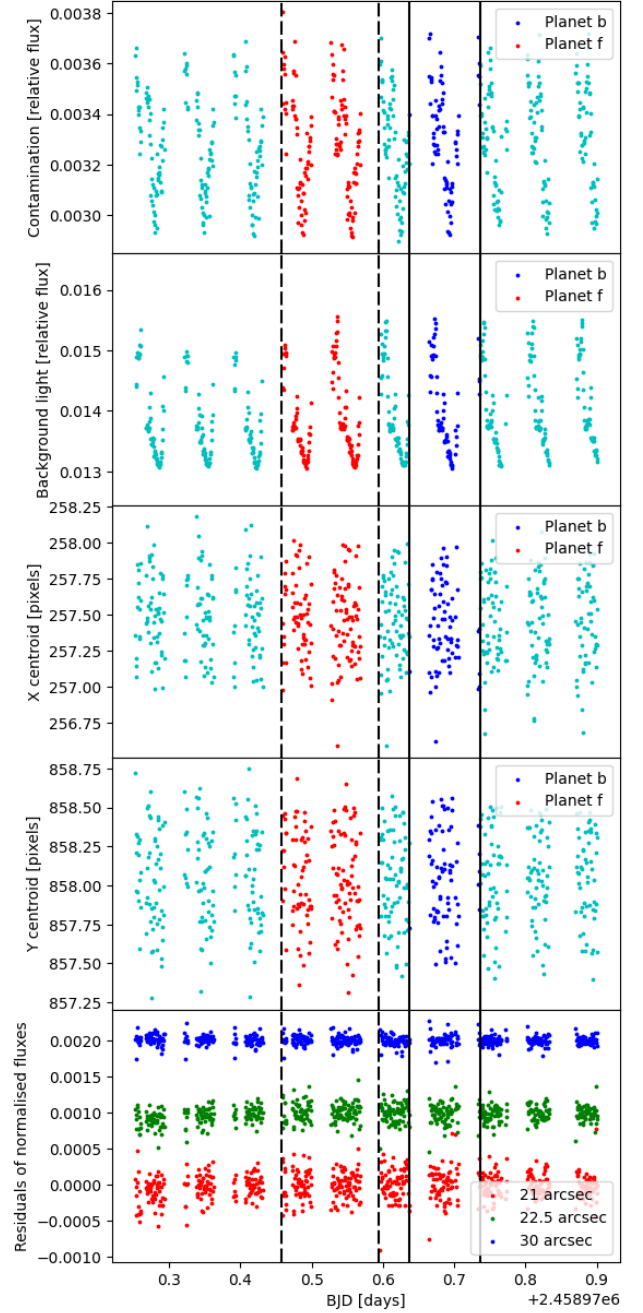 Contamination [relative flux]
0.0038
0.0036
0.0034
0.0032
0.0030
Planet b
Planet f
Background light [relative flux]
0.016
0.015
0.014
0.013
Planet b
Planet f
X centroid [pixels]
258.25
258.00
257.75
257.50
257.25
257.00
256.75
Planet b
Planet f
Y centroid [pixels]
858.75
858.50
858.25
858.00
857.75
857.50
857.25
Planet b
Planet f
Residuals of normalised fluxes
0.0020
0.0015
0.0010
0.0005
0.0000
−0.0005
−0.0010
21 arcsec
22.5 arcsec
30 arcsec
0.3 0.4 0.5 0.6 0.7 0.8 0.9
BJD [days]
+2.45897e6